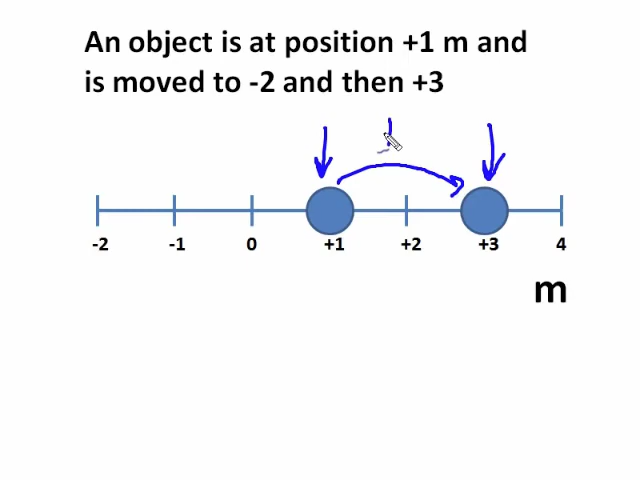 An object is at position +1 m and
is moved to -2 and then +3
-2 -1 0 +1 +2 +3 4
m